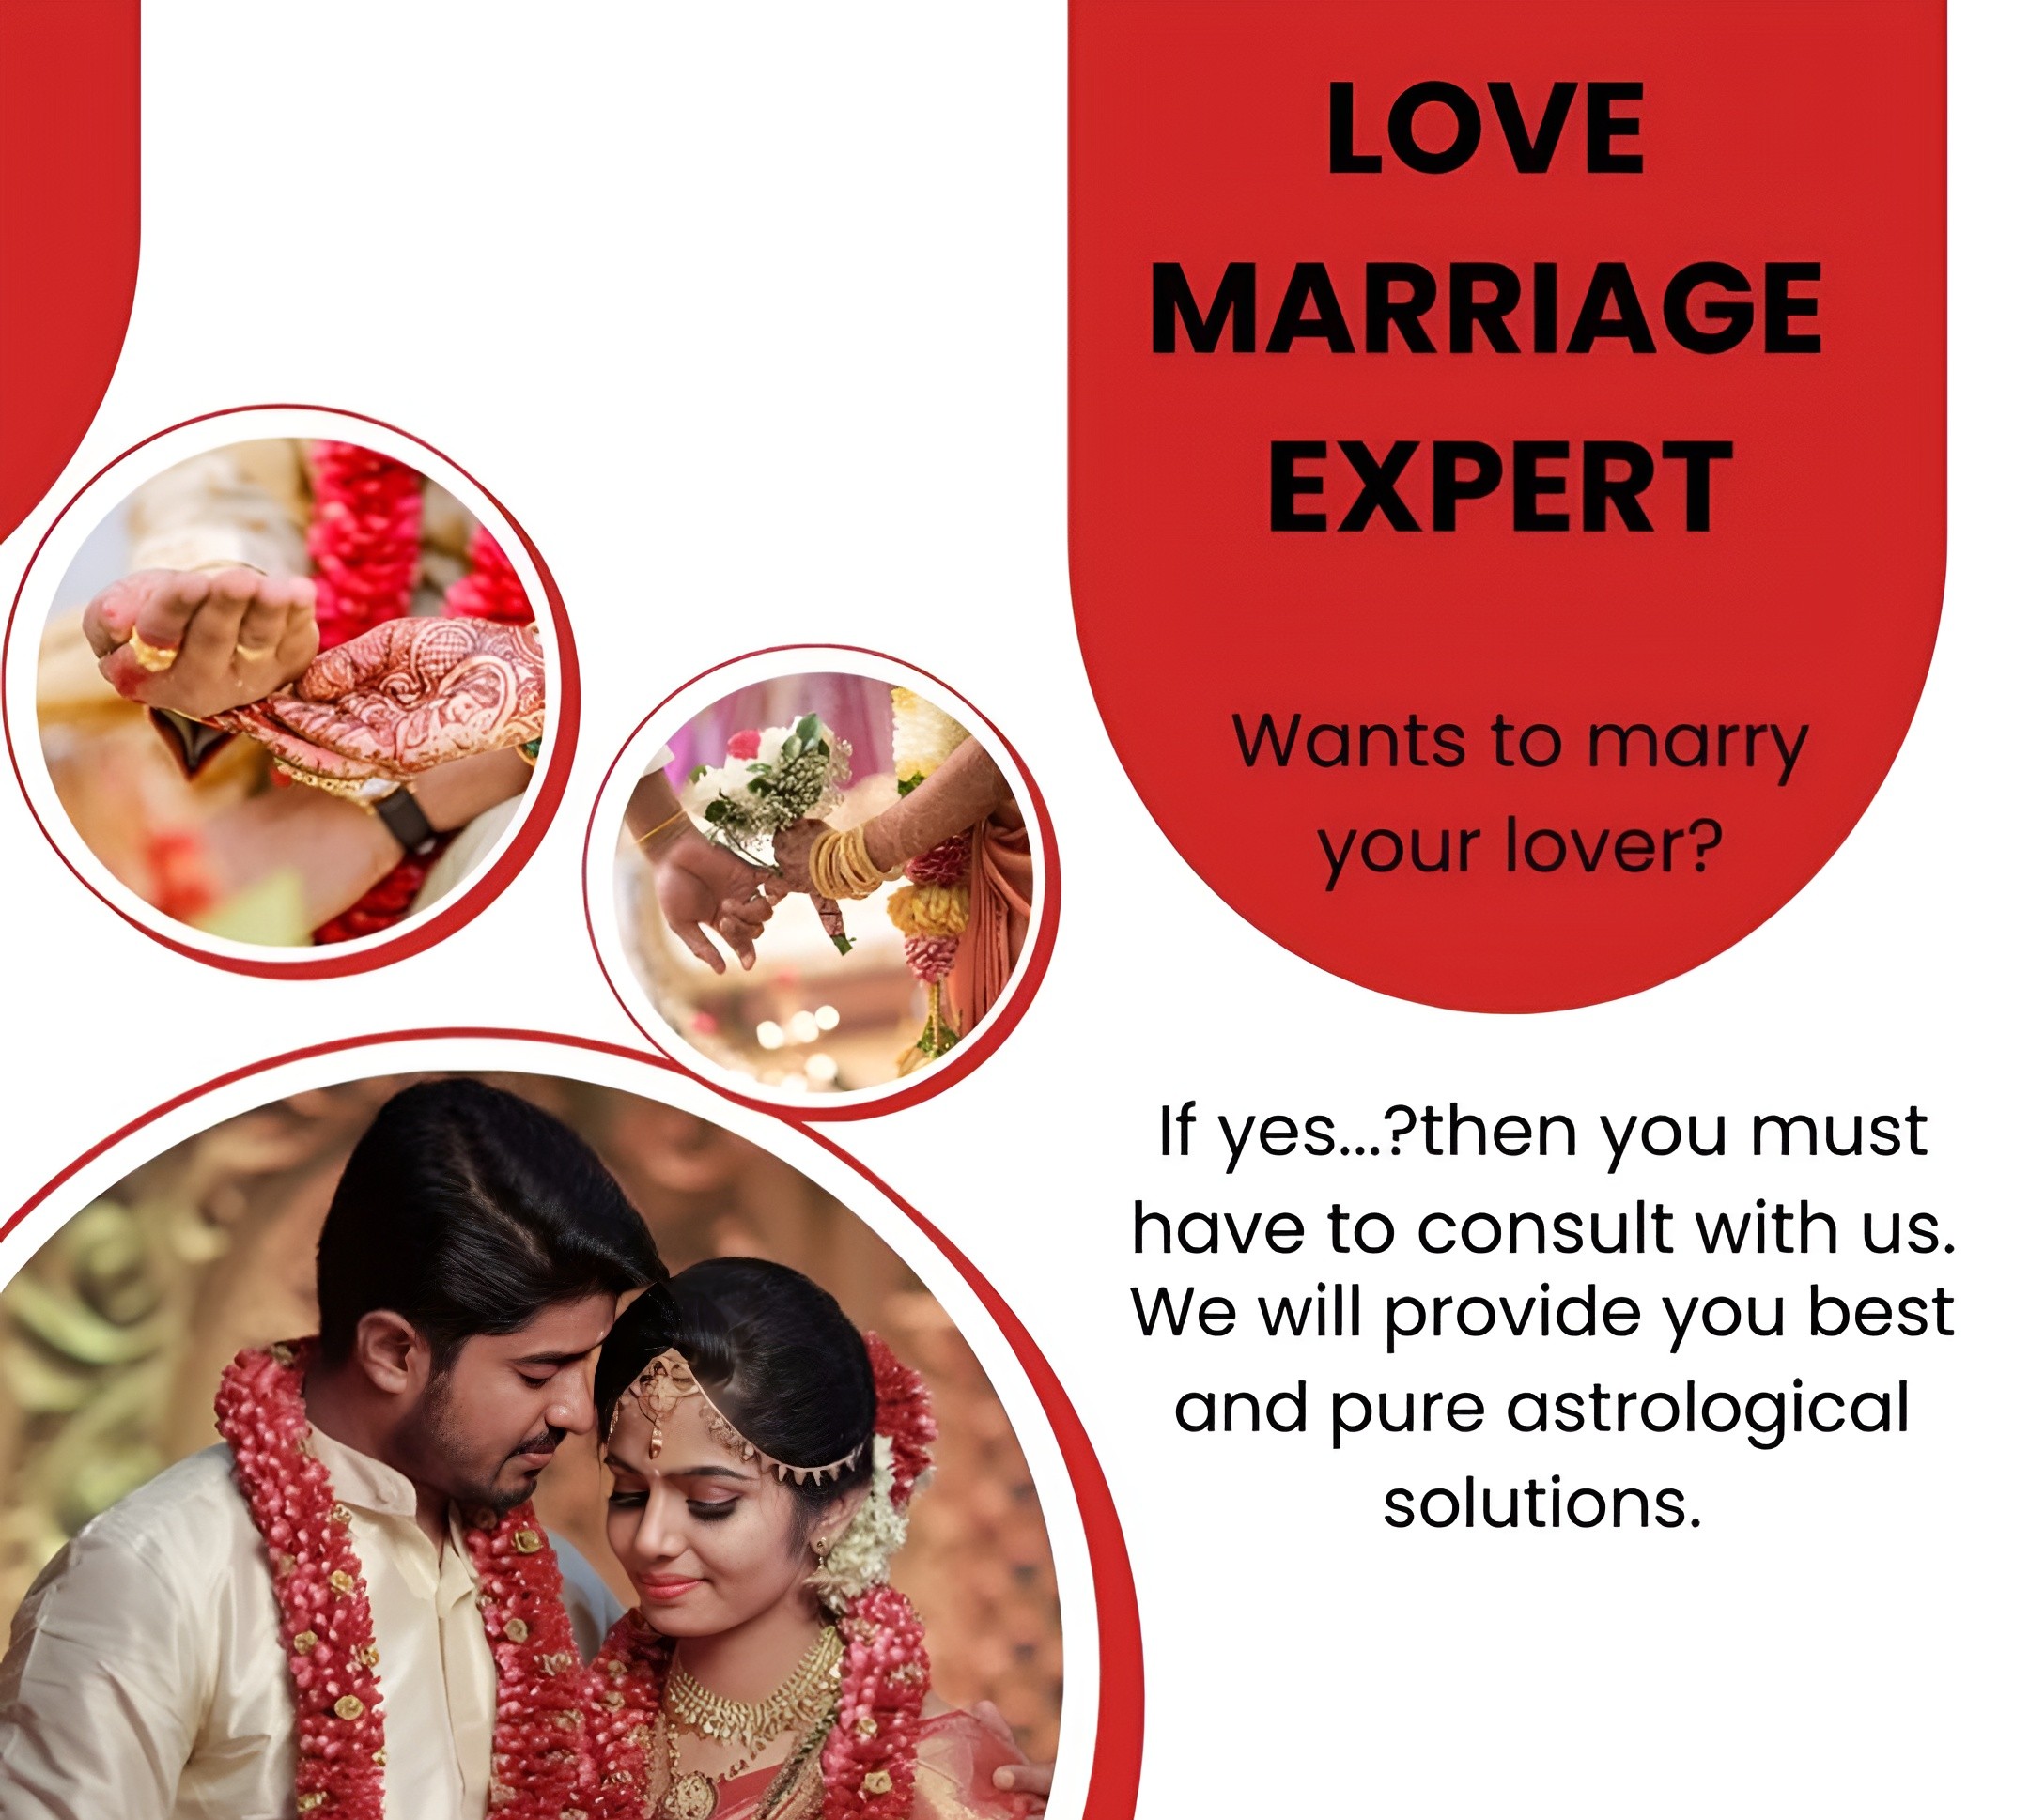 LOVE
MARRIAGE
EXPERT
Wants to marry
your lover?
If yes...?then you must
have to consult with us.
We will provide you best
and pure astrological
solutions.